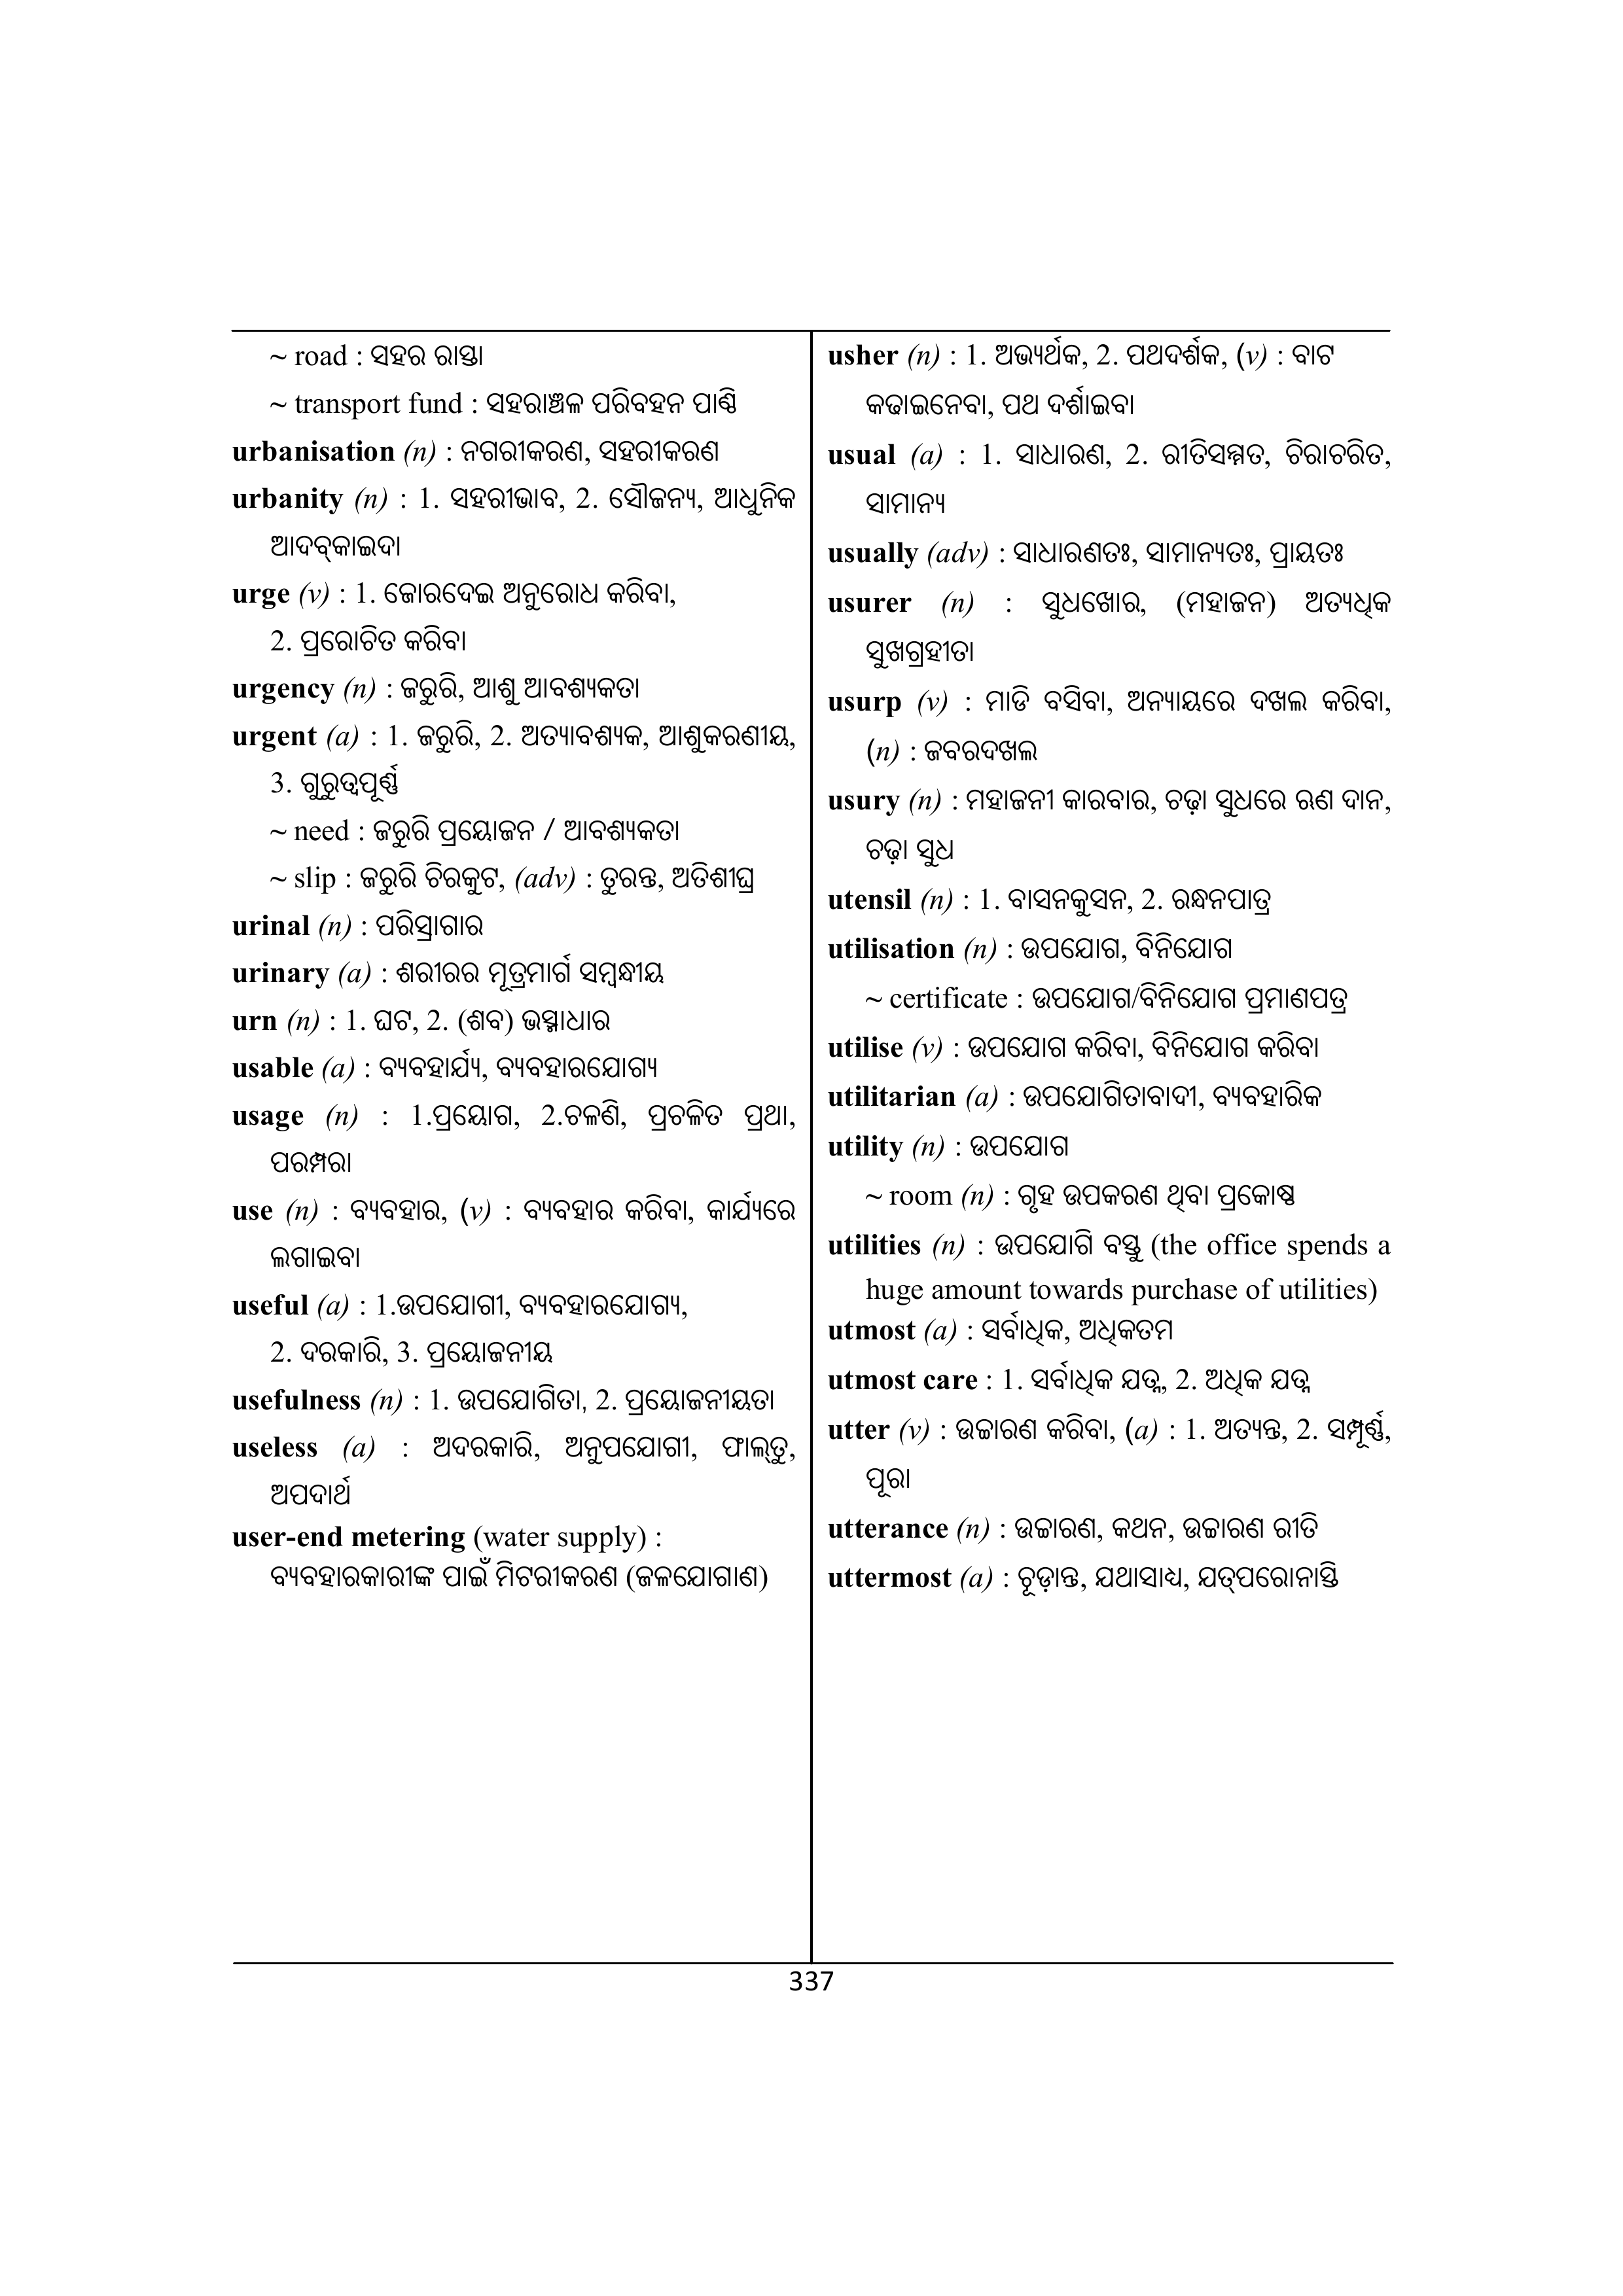 ~ road : ସହର ରାସ୍ତା
~ transport fund : ସହରାଞ୍ଚଳ ପରିବହନ ପାଣ୍ଠି
urbanisation (n) : ନଗରୀକରଣ, ସହରୀକରଣ
urbanity (n) : 1. ସହରୀଭାବ, 2. ସୌଜନ୍ୟ, ଆଧୁନିକ
ଆଦବ୍‌କାଇଦା
urge (v) : 1. ଜୋରଦେଇ ଅନୁରୋଧ କରିବା,
2. ପ୍ରରୋଚିତ କରିବା
urgency (n) : ଜରୁରି, ଆଶୁ ଆବଶ୍ୟକତା
urgent (a) : 1. ଜରୁରି, 2. ଅତ୍ୟାବଶ୍ୟକ, ଆଶୁକରଣୀୟ,
3. ଗୁରୁତ୍ୱପୂର୍ଣ୍ଣ
~ need : ଜରୁରି ପ୍ରୟୋଜନ / ଆବଶ୍ୟକତା
~ slip : ଜରୁରି ଚିରକୁଟ, (adv) : ତୁରନ୍ତ, ଅତିଶୀଘ୍ର
urinal (n) : ପରିସ୍ରାଗାର
urinary (a) : ଶରୀରର ମୂତ୍ରମାର୍ଗ ସମ୍ବନ୍ଧୀୟ
urn (n) : 1. ଘଟ, 2. (ଶବ) ଭସ୍ମାଧାର
usable (a) : ବ୍ୟବହାର୍ଯ୍ୟ, ବ୍ୟବହାରଯୋଗ୍ୟ
usage (n) : 1.ପ୍ରୟୋଗ, 2.ଚଳଣି, ପ୍ରଚଳିତ ପ୍ରଥା,
ପରମ୍ପରା
use (n) : ବ୍ୟବହାର, (v) : ବ୍ୟବହାର କରିବା, କାର୍ଯ୍ୟରେ
ଲଗାଇବା
useful (a) : 1.ଉପଯୋଗୀ, ବ୍ୟବହାରଯୋଗ୍ୟ,
2. ଦରକାରି, 3. ପ୍ରୟୋଜନୀୟ
usefulness (n) : 1. ଉପଯୋଗିତା, 2. ପ୍ରୟୋଜନୀୟତା
useless (a) : ଅଦରକାରି, ଅନୁପଯୋଗୀ, ଫାଲ୍‌ତୁ,
ଅପଦାର୍ଥ
user-end metering (water supply) :
ବ୍ୟବହାରକାରୀଙ୍କ ପାଇଁ ମିଟରୀକରଣ (ଜଳଯୋଗାଣ)
usher (n) : 1. ଅଭ୍ୟର୍ଥକ, 2. ପଥଦର୍ଶକ, (v) : ବାଟ
କଢାଇନେବା, ପଥ ଦର୍ଶାଇବା
usual (a) : 1. ସାଧାରଣ, 2. ରୀତିସମ୍ମତ, ଚିରାଚରିତ,
ସାମାନ୍ୟ
usually (adv) : ସାଧାରଣତଃ, ସାମାନ୍ୟତଃ, ପ୍ରାୟତଃ
usurer (n) : ସୁଧଖୋର, (ମହାଜନ) ଅତ୍ୟଧିକ
ସୁଖଗ୍ରହୀତା
usurp (v) : ମାଡି ବସିବା, ଅନ୍ୟାୟରେ ଦଖଲ କରିବା,
(n) : ଜବରଦଖଲ
usury (n) : ମହାଜନୀ କାରବାର, ଚଢ଼ା ସୁଧରେ ଋଣ ଦାନ,
ଚଢ଼ା ସୁଧ
utensil (n) : 1. ବାସନକୁସନ, 2. ରନ୍ଧନପାତ୍ର
utilisation (n) : ଉପଯୋଗ, ବିନିଯୋଗ
~ certificate : ଉପଯୋଗ/ବିନିଯୋଗ ପ୍ରମାଣପତ୍ର
utilise (v) : ଉପଯୋଗ କରିବା, ବିନିଯୋଗ କରିବା
utilitarian (a) : ଉପଯୋଗିତାବାଦୀ, ବ୍ୟବହାରିକ
utility (n) : ଉପଯୋଗ
~ room (n) : ଗୃହ ଉପକରଣ ଥିବା ପ୍ରକୋଷ୍ଠ
utilities (n) : ଉପଯୋଗି ବସ୍ତୁ (the office spends a
huge amount towards purchase of utilities)
utmost (a) : ସର୍ବାଧିକ, ଅଧିକତମ
utmost care : 1. ସର୍ବାଧିକ ଯତ୍ନ, 2. ଅଧିକ ଯତ୍ନ
utter (v) : ଉଚ୍ଚାରଣ କରିବା, (a) : 1. ଅତ୍ୟନ୍ତ, 2. ସମ୍ପୂର୍ଣ୍ଣ,
ପୂରା
utterance (n) : ଉଚ୍ଚାରଣ, କଥନ, ଉଚ୍ଚାରଣ ରୀତି
uttermost (a) : ଚୂଡ଼ାନ୍ତ, ଯଥାସାଧ୍ୟ, ଯତ୍‌ପରୋନାସ୍ତି
337